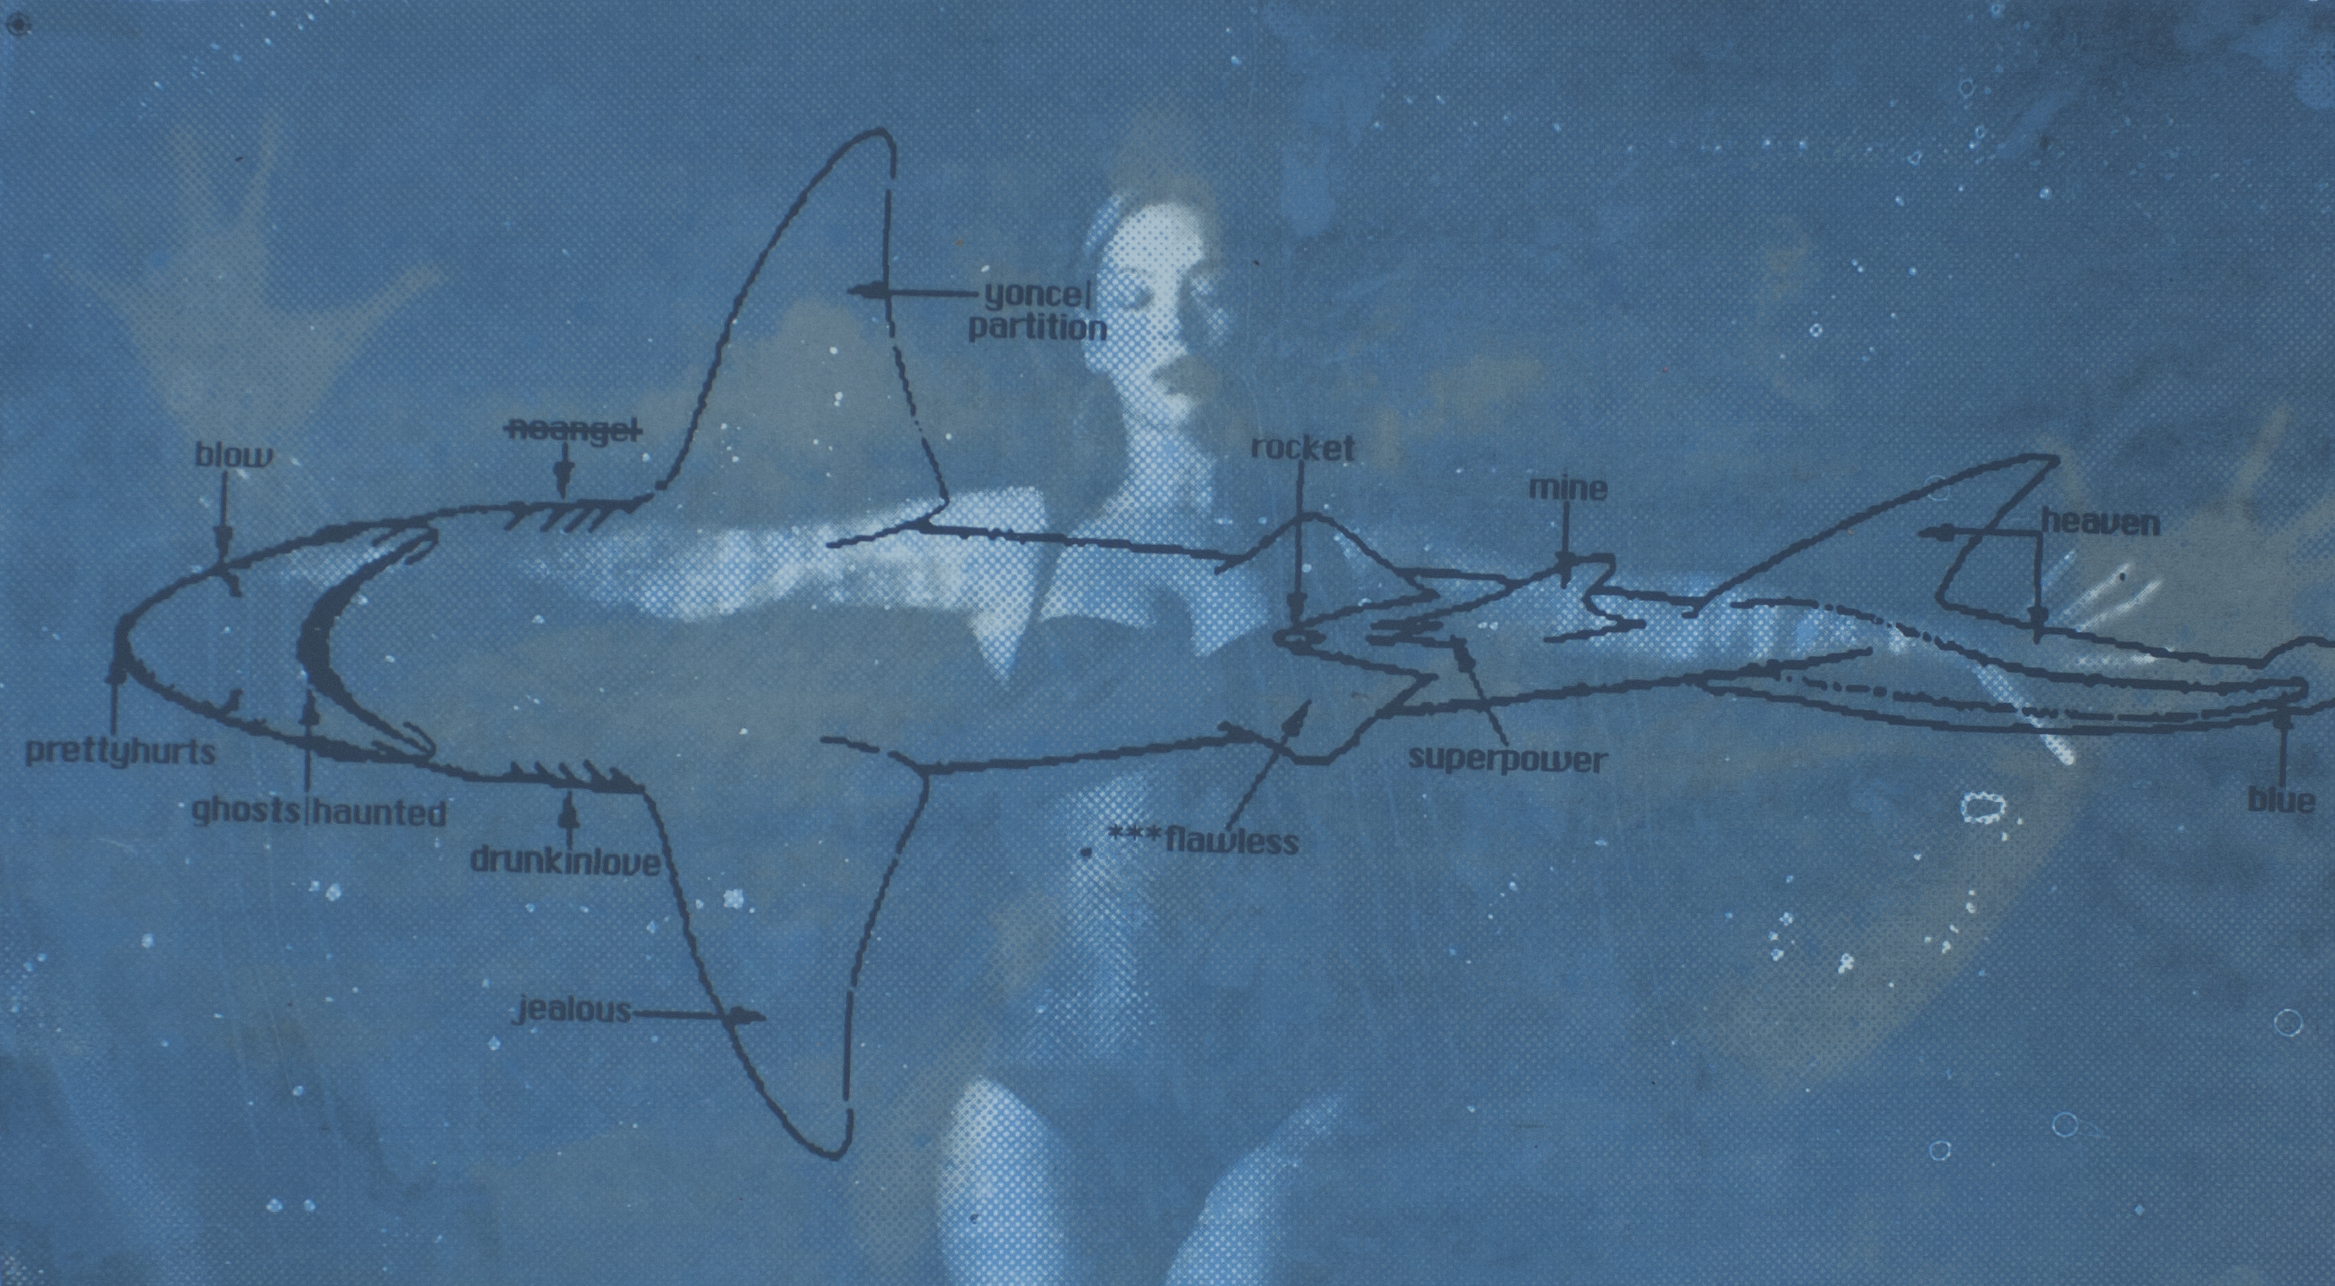 yonce|
partition
noangel
blow
rocket
mine
heaven
prettyhurts
ghosts|haunted
drunkinlove
***flawless
superpower
blue
jealous